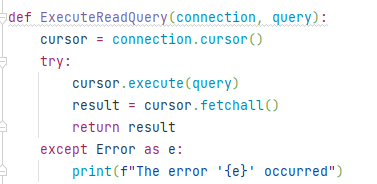 def ExecuteReadQuery(connection, query):
    cursor = connection.cursor()
    try:
        cursor.execute(query)
        result = cursor.fetchall()
        return result
    except Error as e:
        print(f"The error '{e}' occurred")